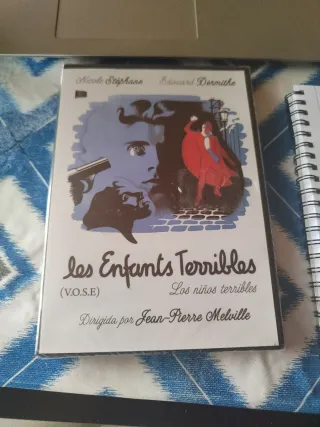 Nicole Stéphane Edouard Dermithe
les Enfants Terribles
(V.O.S.E) Los niños terribles
Dirigida por Jean-Pierre Melville